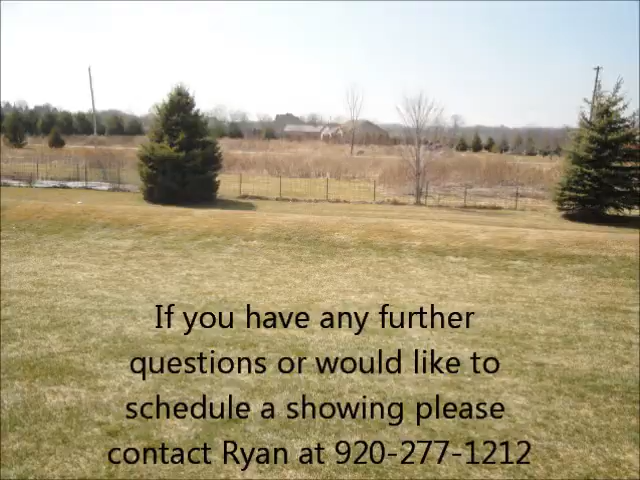 If you have any further
questions or would like to
schedule a showing please
contact Ryan at 920-277-1212